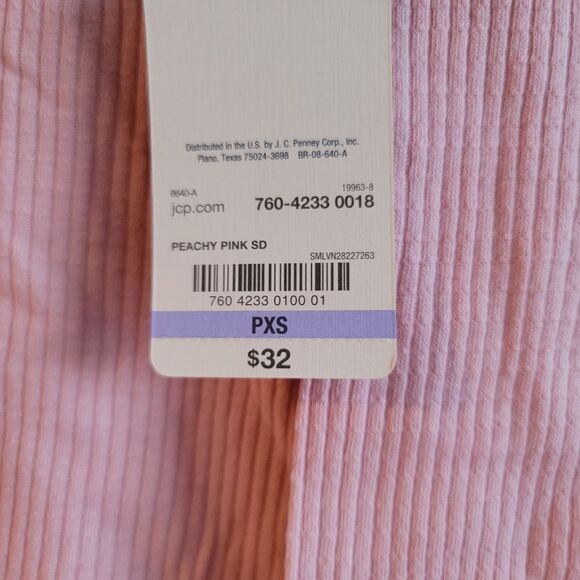 Distributed in the U.S. by J. C. Penney Corp., Inc.
Plano, Texas 75024-3698 BR-08-640-A
8640-A 19963-8
jcp.com 760-4233 0018
PEACHY PINK SD
SMLVN28227263
760 4233 0100 01
PXS
$32